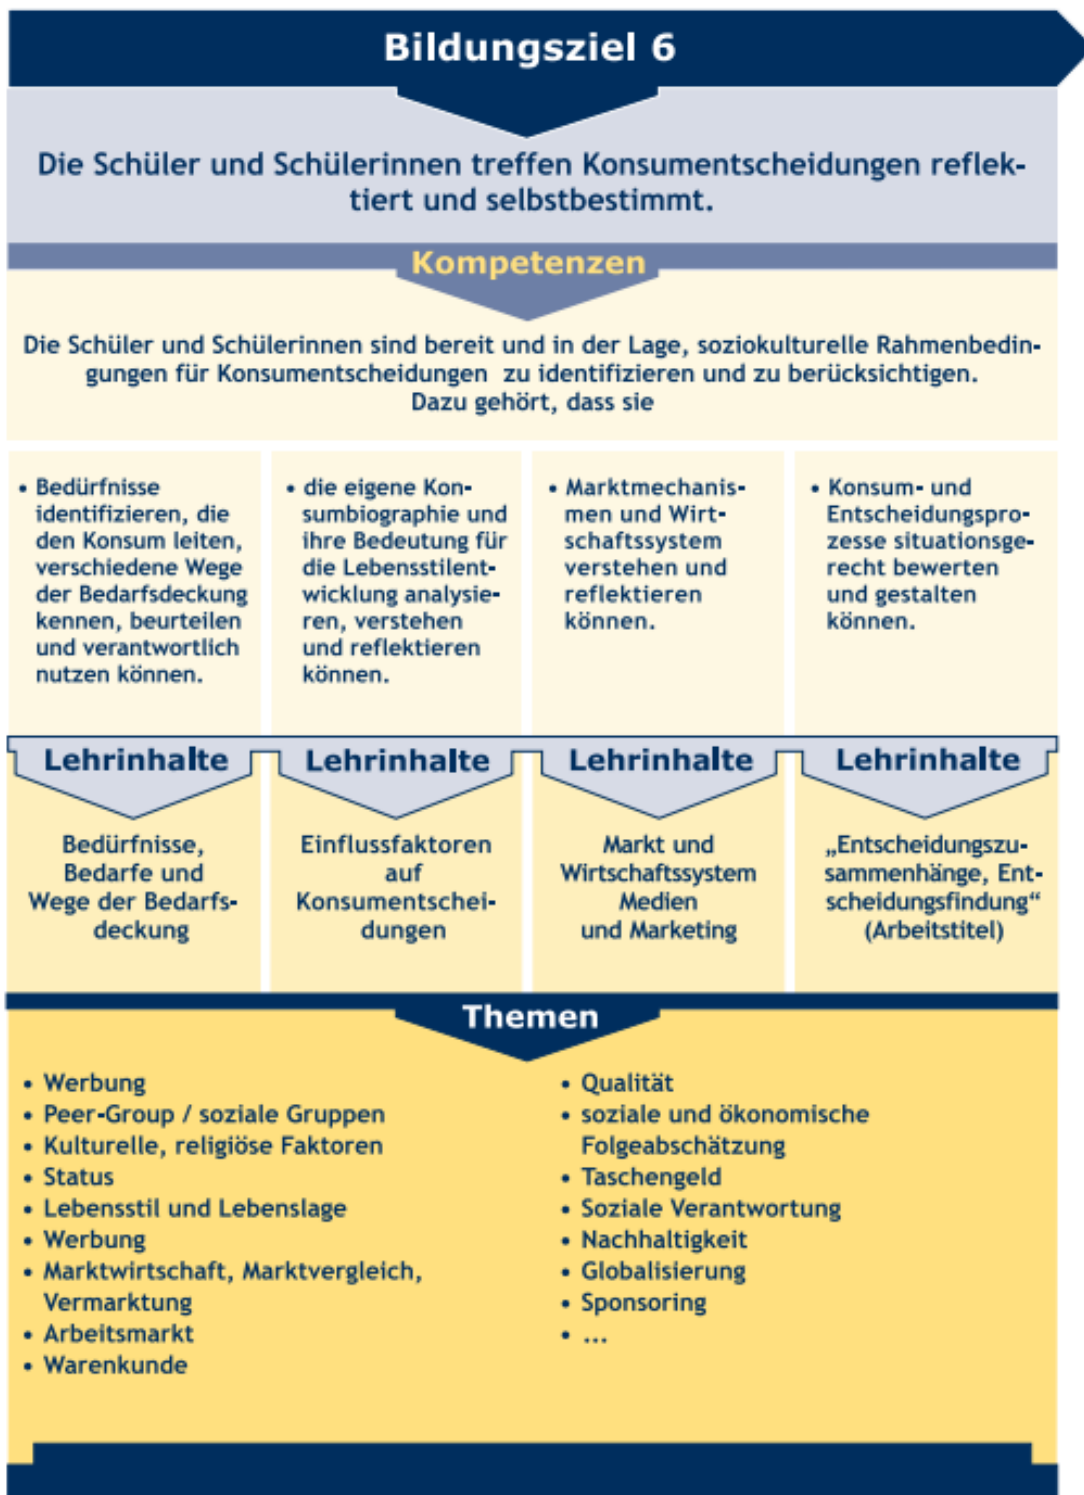 Bildungsziel 6
Die Schüler und Schülerinnen treffen Konsumentscheidungen reflek-
tiert und selbstbestimmt.
Kompetenzen
Die Schüler und Schülerinnen sind bereit und in der Lage, soziokulturelle Rahmenbedin-
gungen für Konsumentscheidungen zu identifizieren und zu berücksichtigen.
Dazu gehört, dass sie
• Bedürfnisse
identifizieren, die
den Konsum leiten,
verschiedene Wege
der Bedarfsdeckung
kennen, beurteilen
und verantwortlich
nutzen können.
• die eigene Kon-
sumbiographie und
ihre Bedeutung für
die Lebensstilent-
wicklung analysie-
ren, verstehen
und reflektieren
können.
• Marktmechanis-
men und Wirt-
schaftssystem
verstehen und
reflektieren
können.
• Konsum- und
Entscheidungspro-
zesse situationsge-
recht bewerten
und gestalten
können.
Lehrinhalte
Bedürfnisse,
Bedarfe und
Wege der Bedarfs-
deckung
Lehrinhalte
Einflussfaktoren
auf
Konsumentschei-
dungen
Lehrinhalte
Markt und
Wirtschaftssystem
Medien
und Marketing
Lehrinhalte
„Entscheidungszu-
sammenhänge, Ent-
scheidungsfindung“
(Arbeitstitel)
Themen
• Werbung
• Peer-Group / soziale Gruppen
• Kulturelle, religiöse Faktoren
• Status
• Lebensstil und Lebenslage
• Werbung
• Marktwirtschaft, Marktvergleich,
Vermarktung
• Arbeitsmarkt
• Warenkunde
• Qualität
• soziale und ökonomische
Folgeabschätzung
• Taschengeld
• Soziale Verantwortung
• Nachhaltigkeit
• Globalisierung
• Sponsoring
• ...